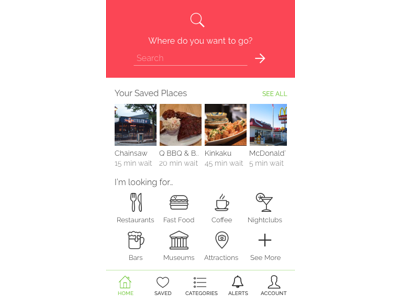 Where do you want to go?
Search
Your Saved Places
SEE ALL
Chainsaw
Q BBQ & B.
Kinkaku
McDonald'
15 min wait
20 min wait
45 min wait
5 min wait
I'm looking for..
Restaurants
Fast Food
Coffee
Nightclubs
Bars
Museums
Attractions
See More
HOME
SAVED
CATEGORIES
ALERTS
ACCOUNT